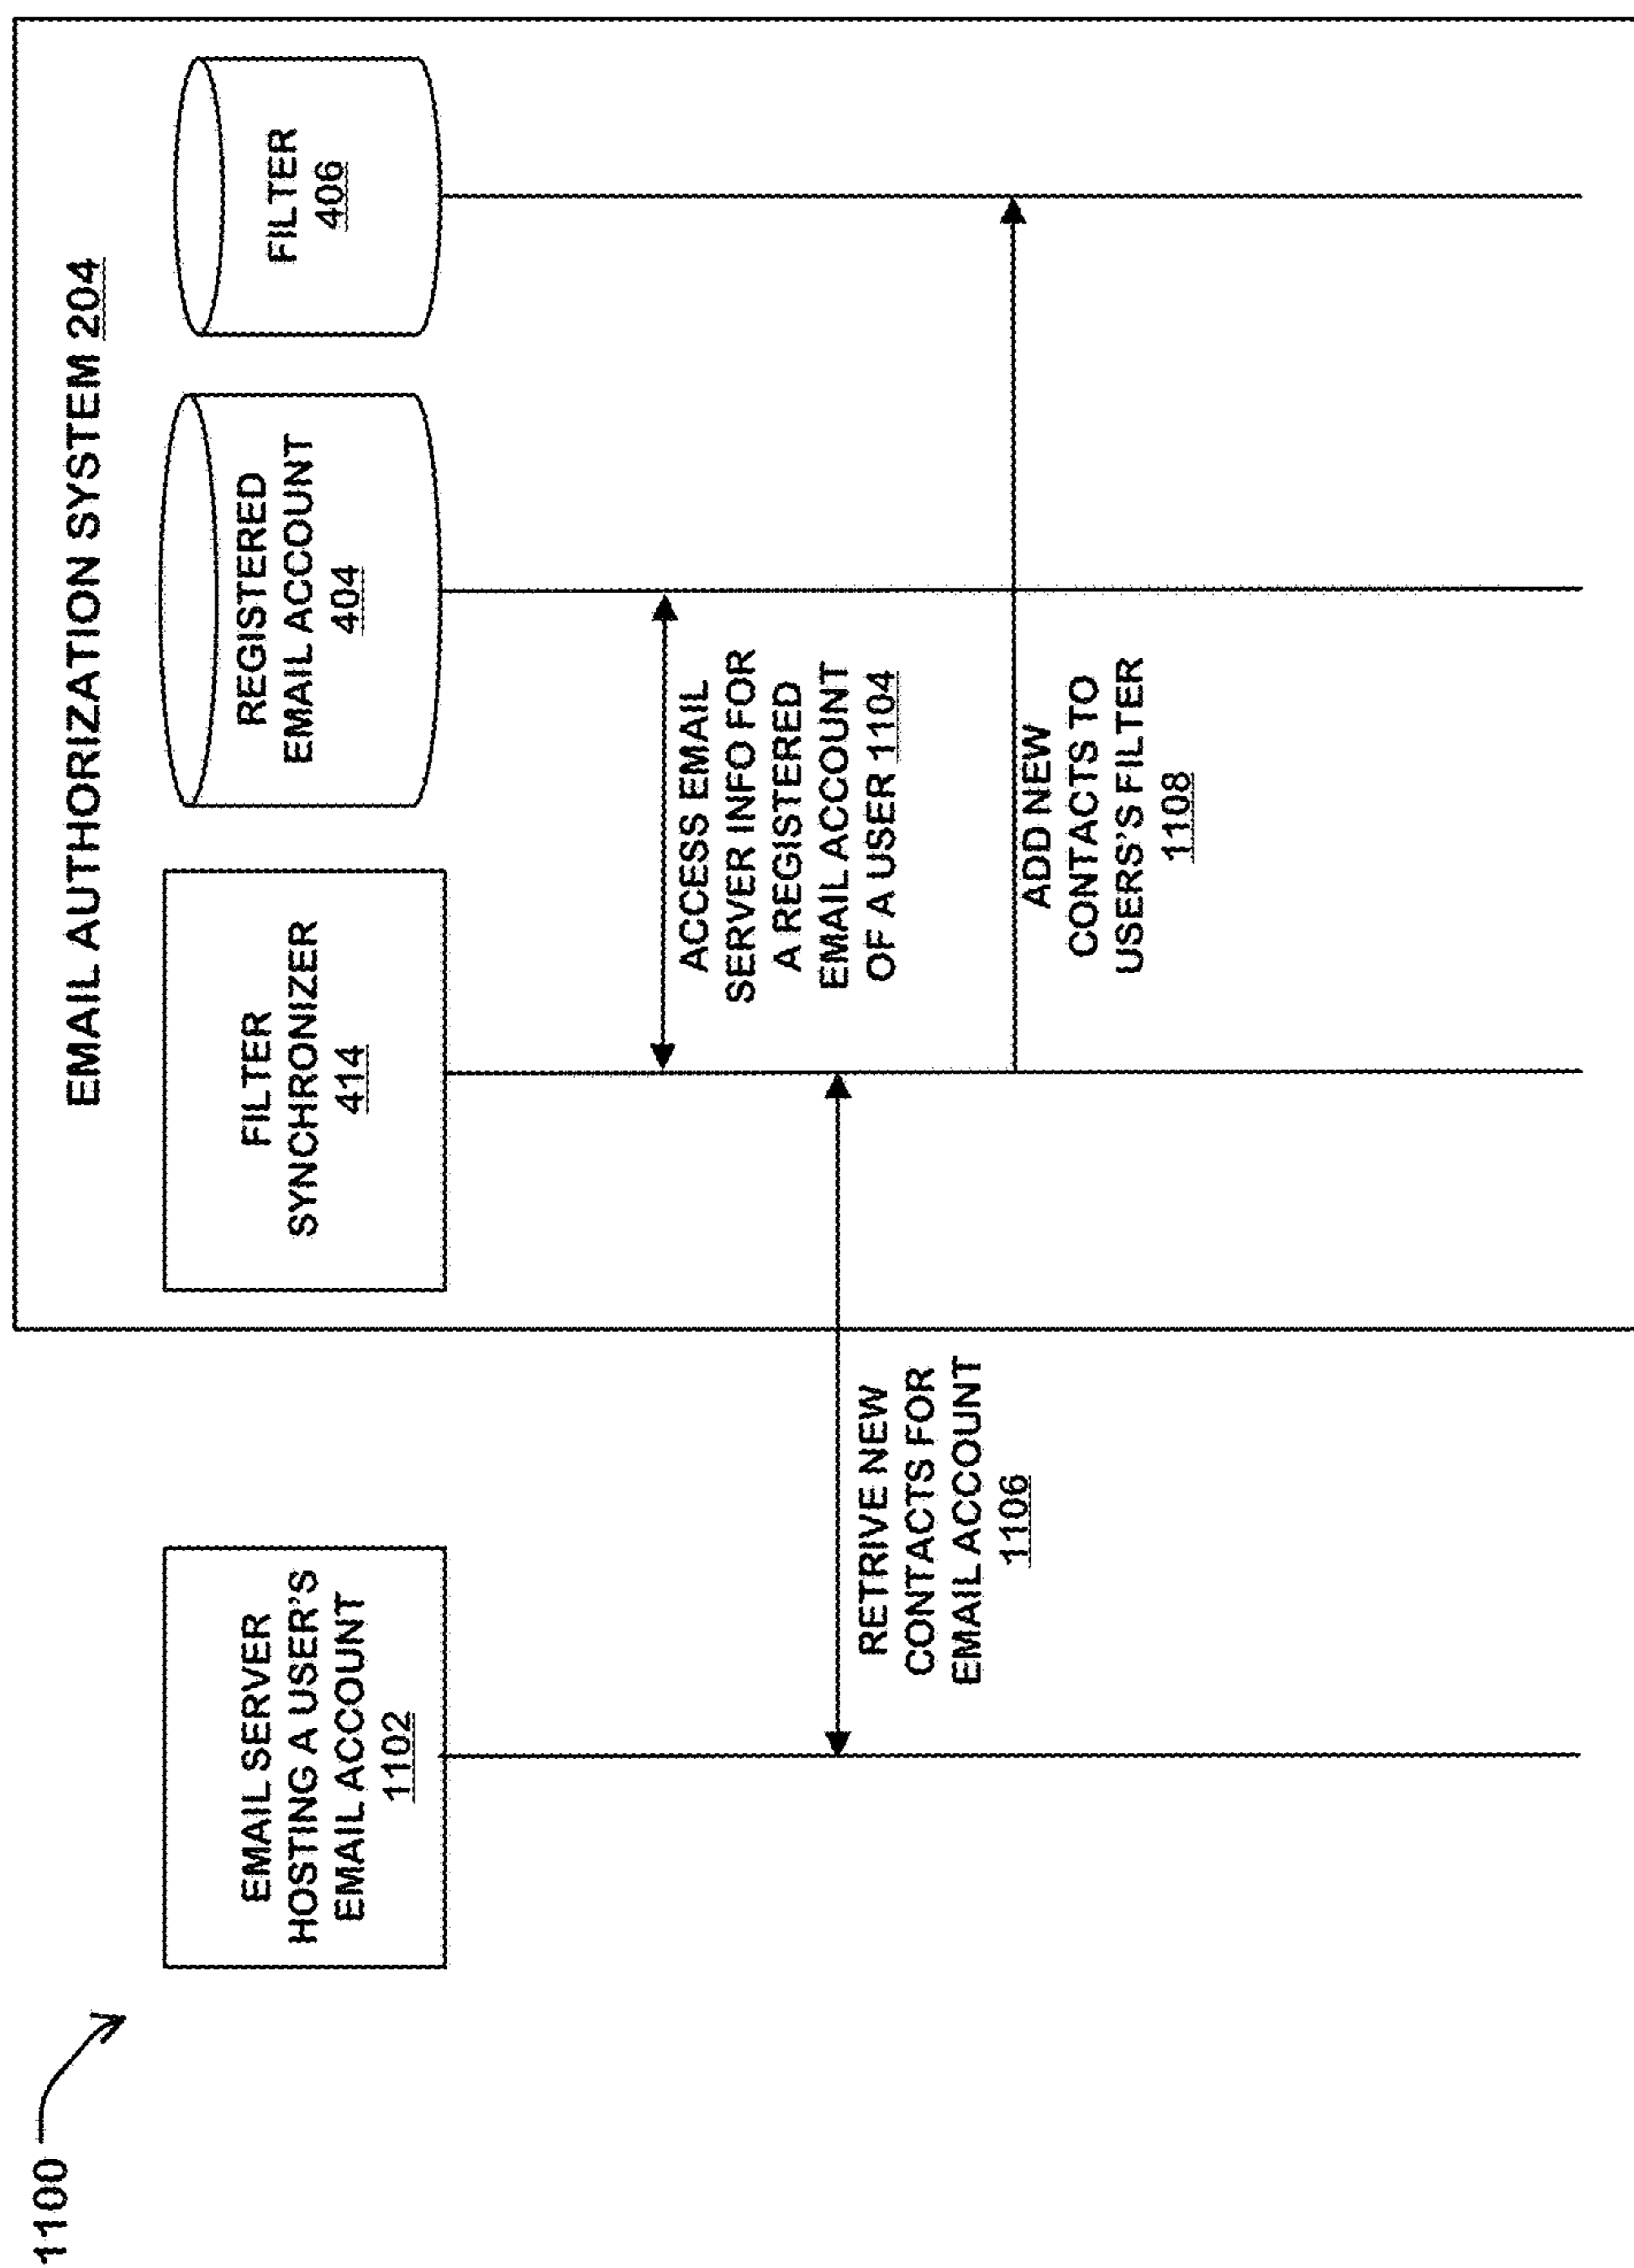 1100
EMAIL AUTHORIZATION SYSTEM 204
EMAIL SERVER
HOSTING A USER'S
EMAIL ACCOUNT
1102
FILTER
SYNCHRONIZER
414
REGISTERED
EMAIL ACCOUNT
404
FILTER
406
ACCESS EMAIL
SERVER INFO FOR
A REGISTERED
EMAIL ACCOUNT
OF A USER 1104
RETRIVE NEW
CONTACTS FOR
EMAIL ACCOUNT
1106
ADD NEW
CONTACTS TO
USERS'S FILTER
1108